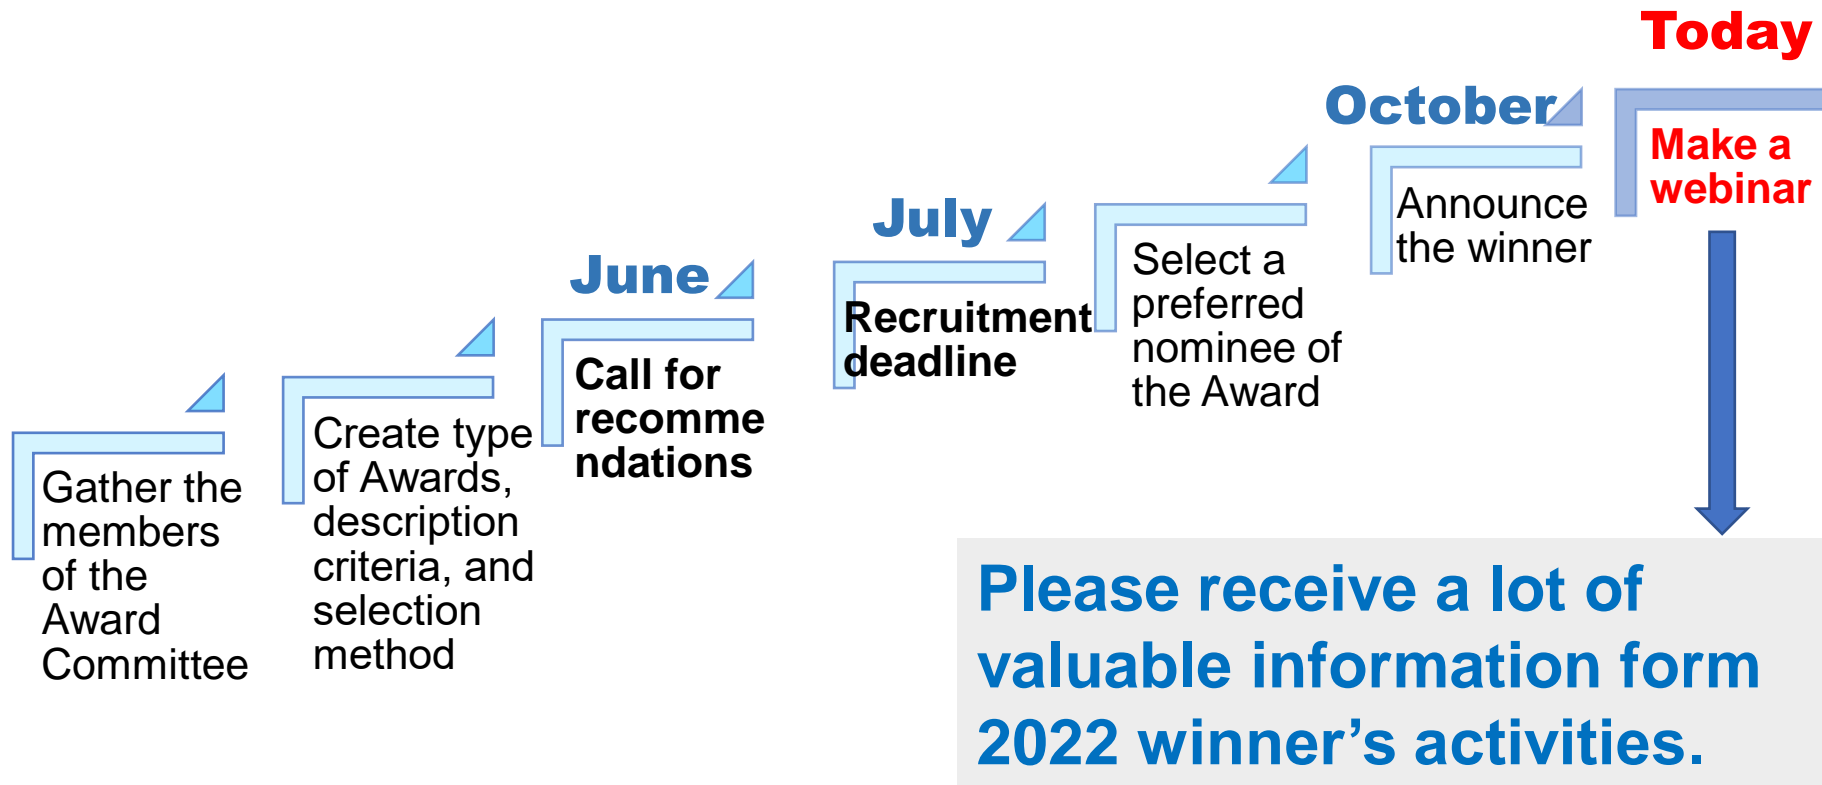 Gather the
members
of the
Award
Committee
Create type
of Awards,
description
criteria, and
selection
method
June
Call for
recomme
ndations
July
Recruitment
deadline
Select a
preferred
nominee of
the Award
October
Announce
the winner
Today
Make a
webinar
Please receive a lot of
valuable information form
2022 winner’s activities.